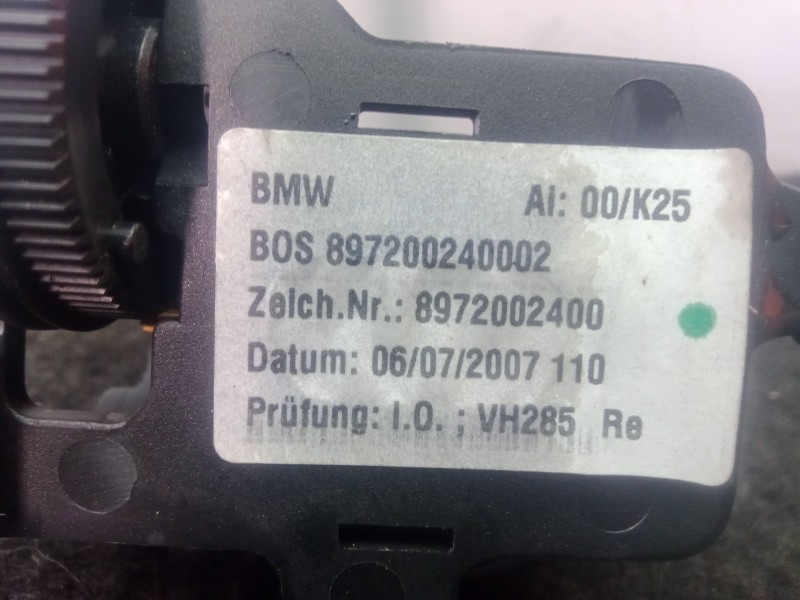 BMW AI: 00/K25
BOS 897200240002
Zeich.Nr.: 8972002400
Datum: 06/07/2007 110
Prüfung: I.O. ; VH285 Re